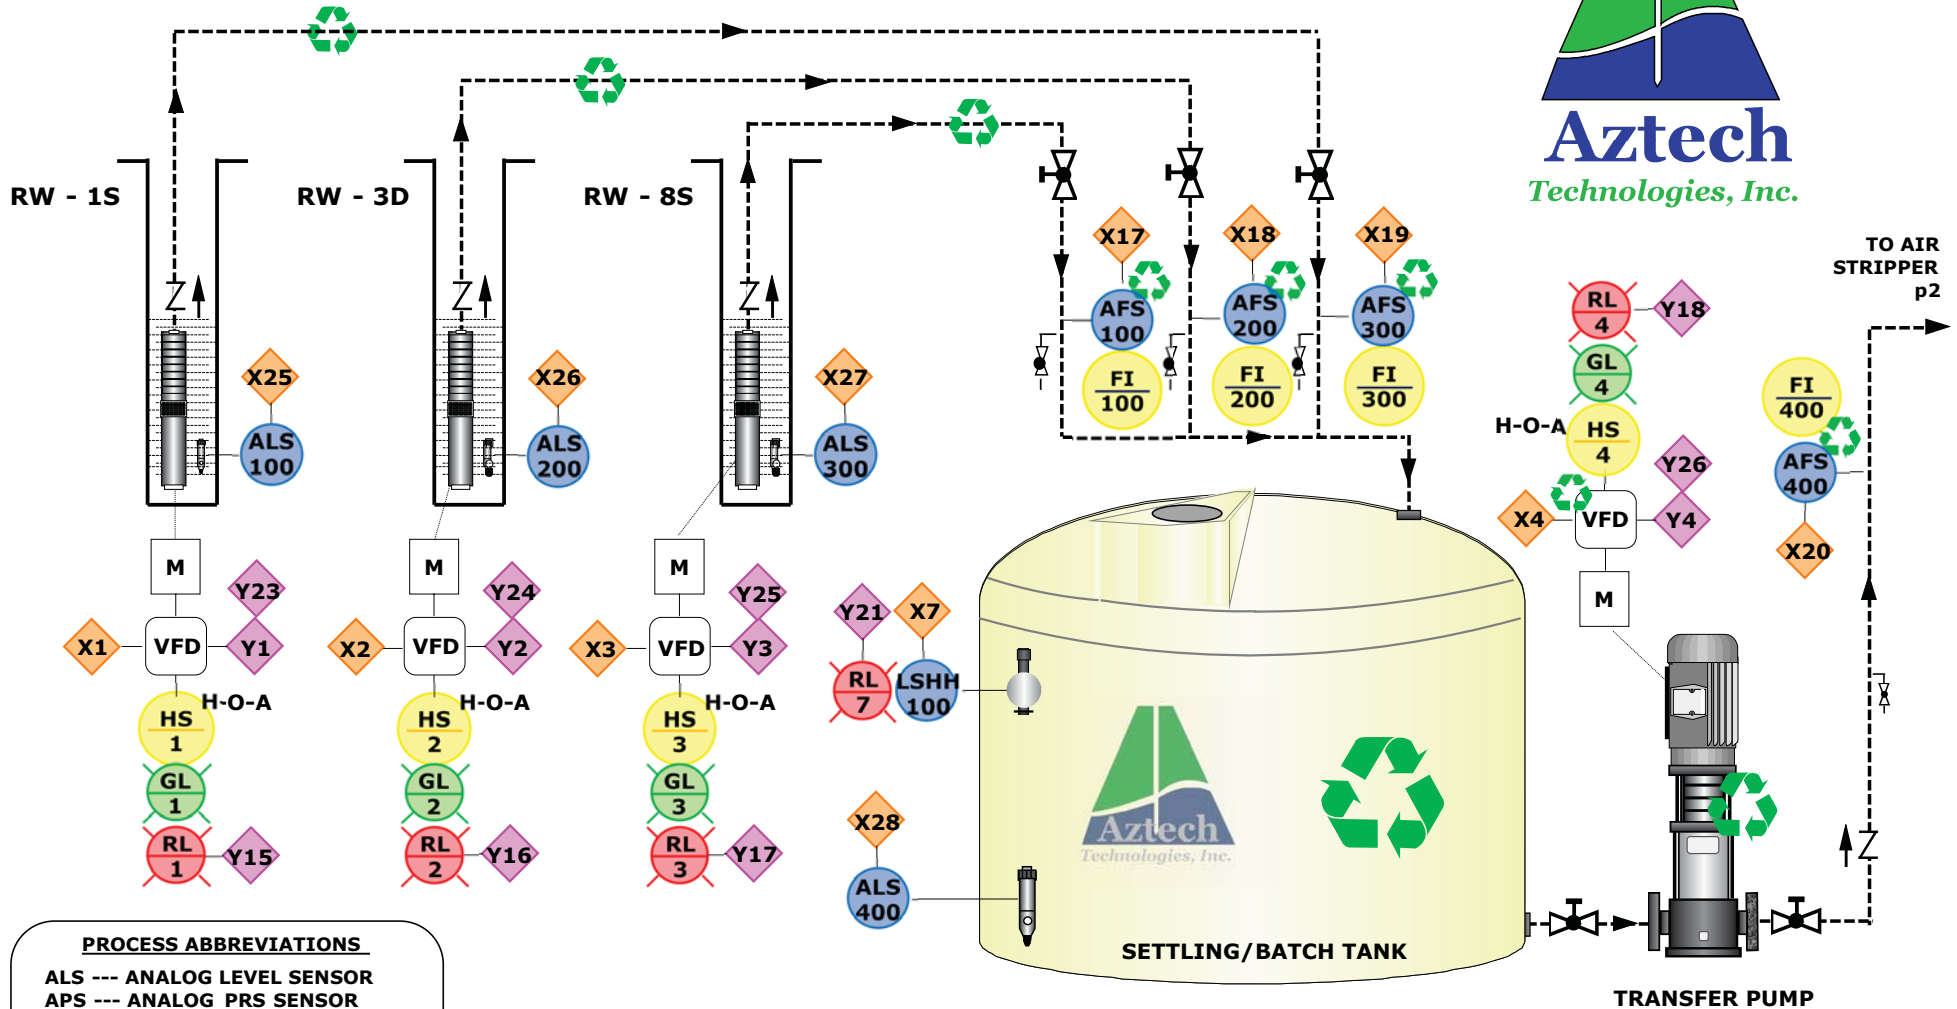 Aztech
Technologies, Inc.
RW - 1S
RW - 3D
RW - 8S
X17
X18
X19
AFS
100
AFS
200
AFS
300
FI
100
FI
200
FI
300
TO AIR
STRIPPER
p2
RL
4
Y18
GL
4
H-O-A
HS
4
FI
400
AFS
400
X20
Y26
X4
VFD
Y4
M
X25
ALS
100
X26
ALS
200
X27
ALS
300
M
M
M
Y23
Y24
Y25
X1
VFD
Y1
X2
VFD
Y2
X3
VFD
Y3
H-O-A
H-O-A
H-O-A
HS
1
HS
2
HS
3
GL
1
GL
2
GL
3
RL
1
Y15
RL
2
Y16
RL
3
Y17
Y21
X7
RL
7
LSHH
100
X28
ALS
400
Aztech
Technologies, Inc.
SETTLING/BATCH TANK
TRANSFER PUMP
PROCESS ABBREVIATIONS
ALS --- ANALOG LEVEL SENSOR
APS --- ANALOG PRS SENSOR